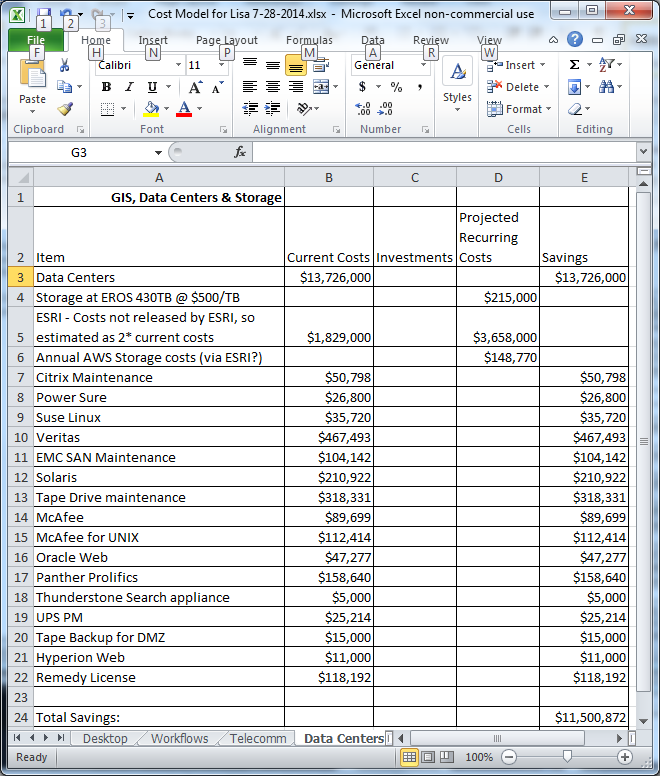 Cost Model for Lisa 7-28-2014.xlsx - Microsoft Excel non-commercial use
1 2 3
File Home Insert Page Layout Formulas Data Review View
F H N P M A R W
Paste
Calibri 11
B I U A A
A
General
$ % ,
.00 .0
Styles
Insert
Delete
Format
Σ
Clipboard Font Alignment Number Cells Editing
G3 fx
A B C D E
1 GIS, Data Centers & Storage
2 Item Current Costs Investments Projected Recurring Costs Savings
3 Data Centers $13,726,000 $13,726,000
4 Storage at EROS 430TB @ $500/TB $215,000
5 ESRI - Costs not released by ESRI, so
estimated as 2* current costs $1,829,000 $3,658,000
6 Annual AWS Storage costs (via ESRI?) $148,770
7 Citrix Maintenance $50,798 $50,798
8 Power Sure $26,800 $26,800
9 Suse Linux $35,720 $35,720
10 Veritas $467,493 $467,493
11 EMC SAN Maintenance $104,142 $104,142
12 Solaris $210,922 $210,922
13 Tape Drive maintenance $318,331 $318,331
14 McAfee $89,699 $89,699
15 McAfee for UNIX $112,414 $112,414
16 Oracle Web $47,277 $47,277
17 Panther Prolifics $158,640 $158,640
18 Thunderstone Search appliance $5,000 $5,000
19 UPS PM $25,214 $25,214
20 Tape Backup for DMZ $15,000 $15,000
21 Hyperion Web $11,000 $11,000
22 Remedy License $118,192 $118,192
23
24 Total Savings: $11,500,872
Desktop Workflows Telecomm Data Centers
Ready 100%